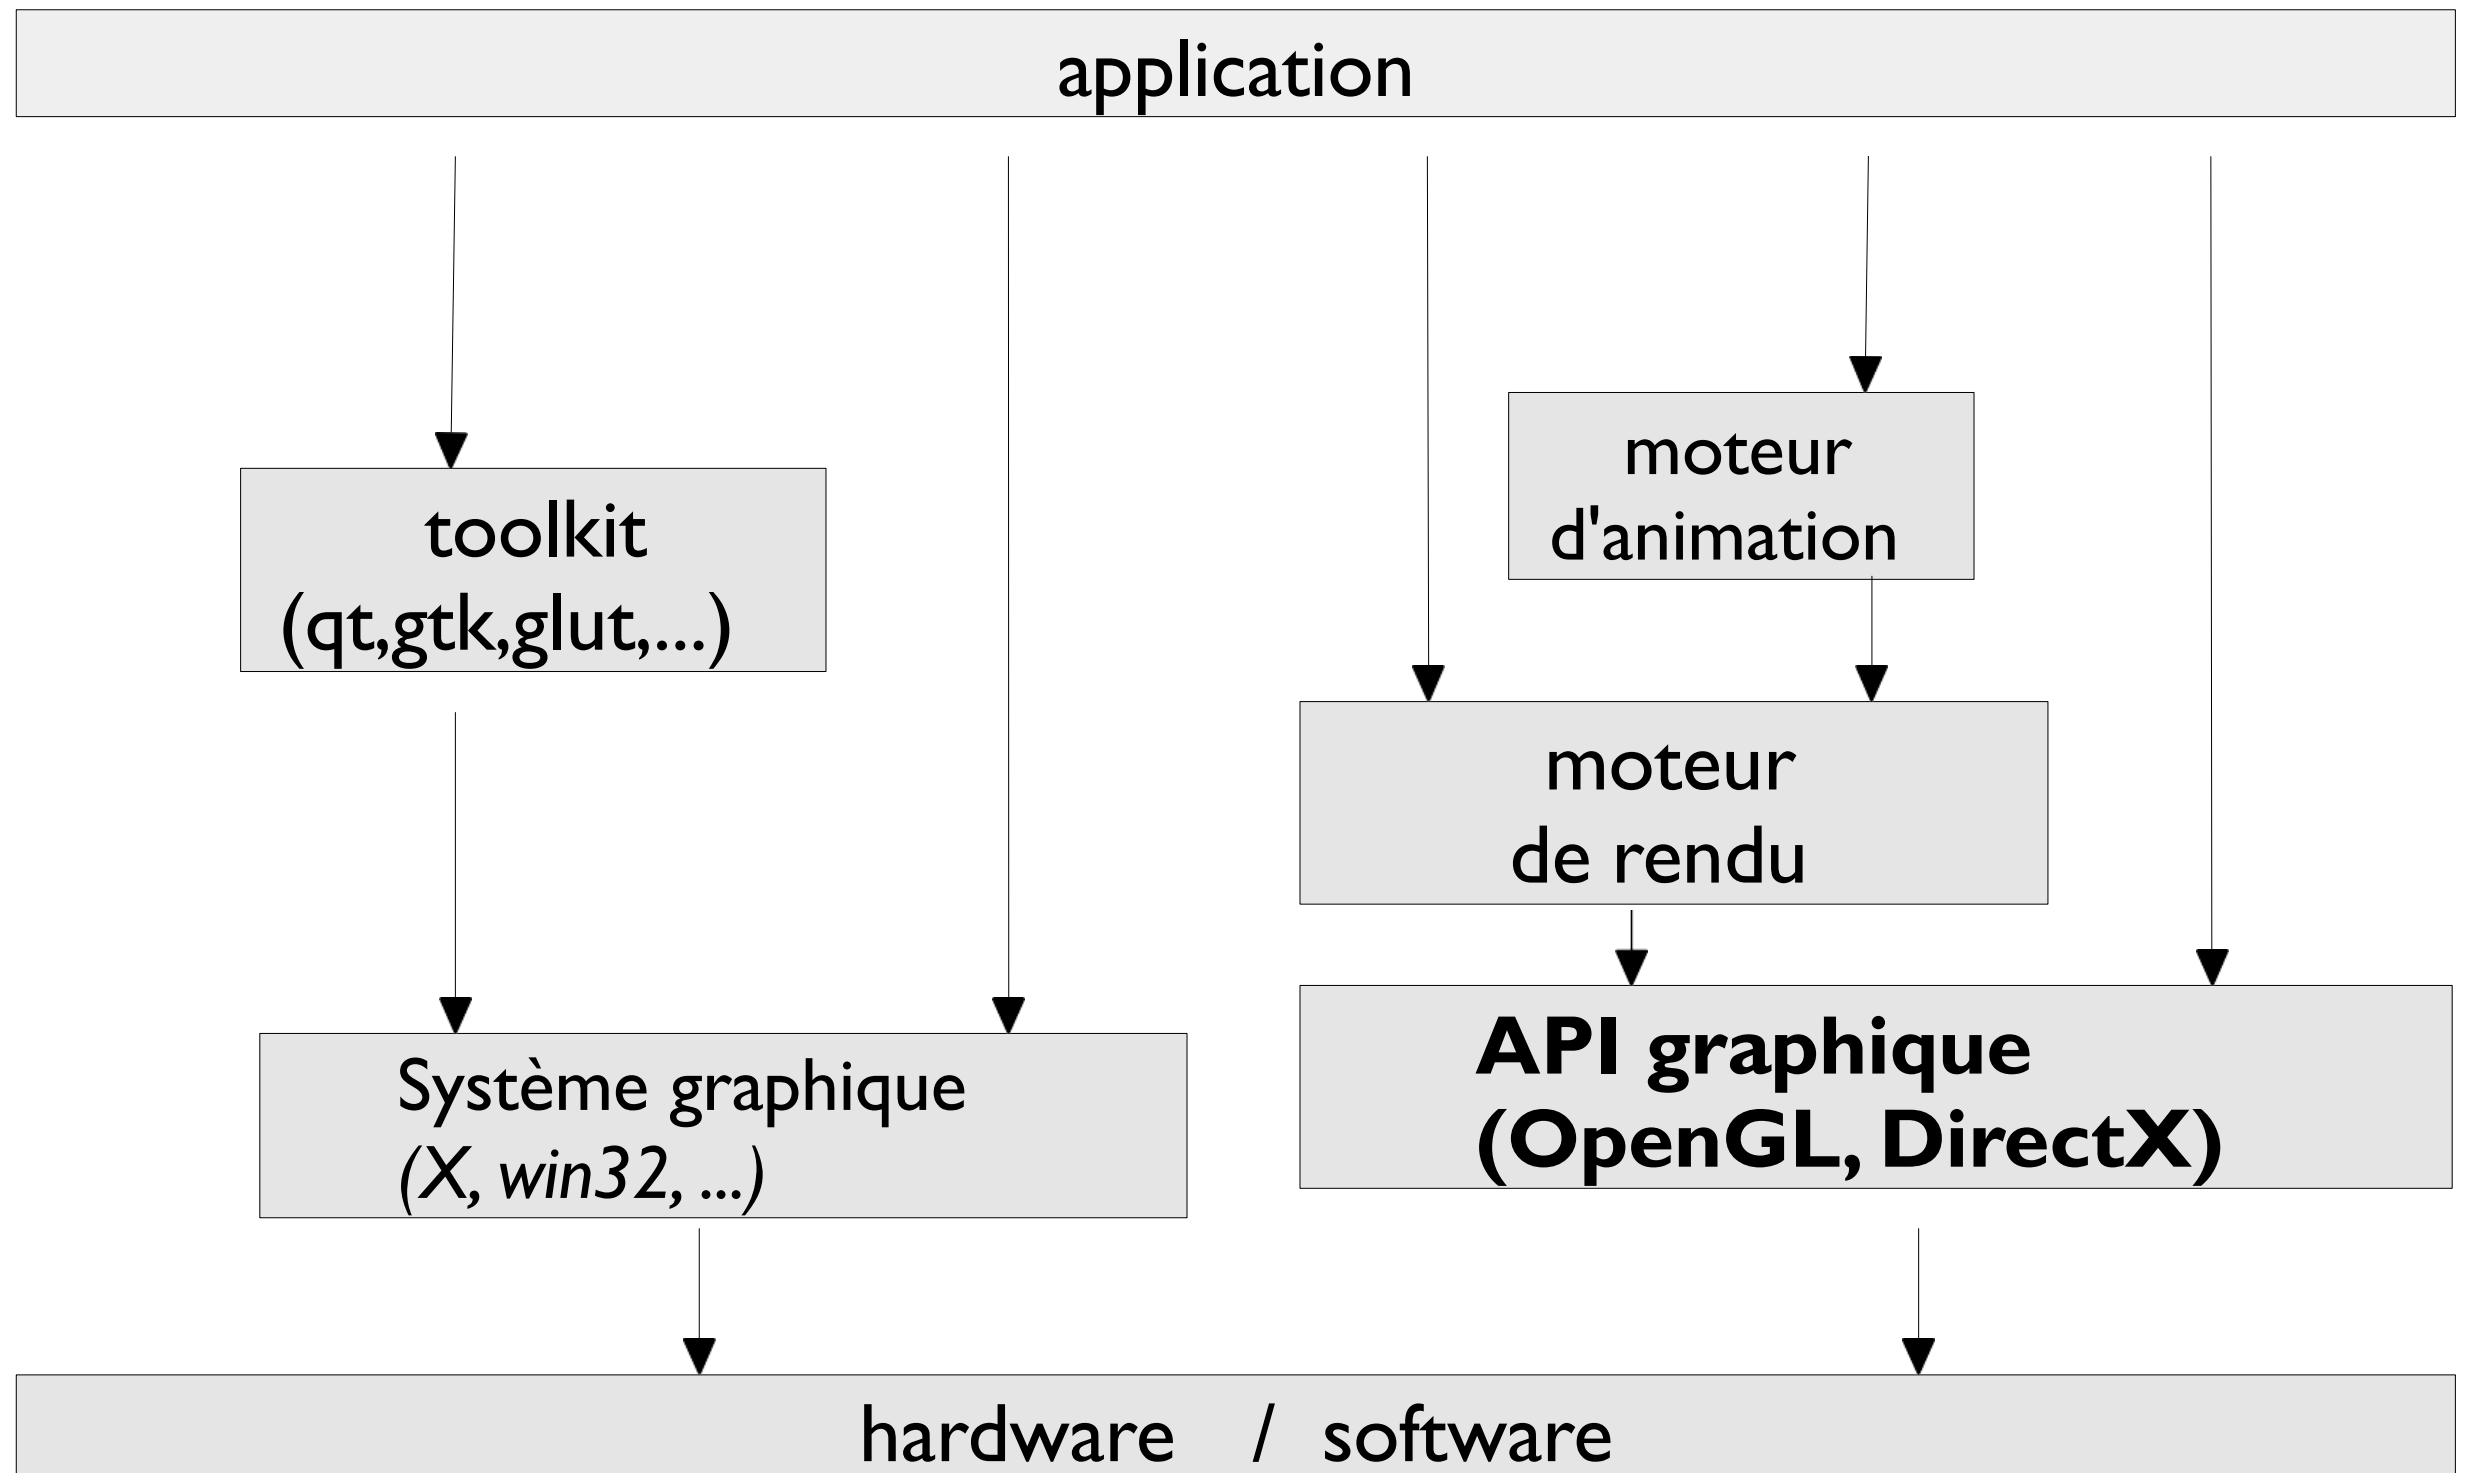 application
moteur
d'animation
toolkit
(qt,gtk,glut,...)
moteur
de rendu
Système graphique
(X, win32, ...)
API graphique
(OpenGL, DirectX)
hardware / software